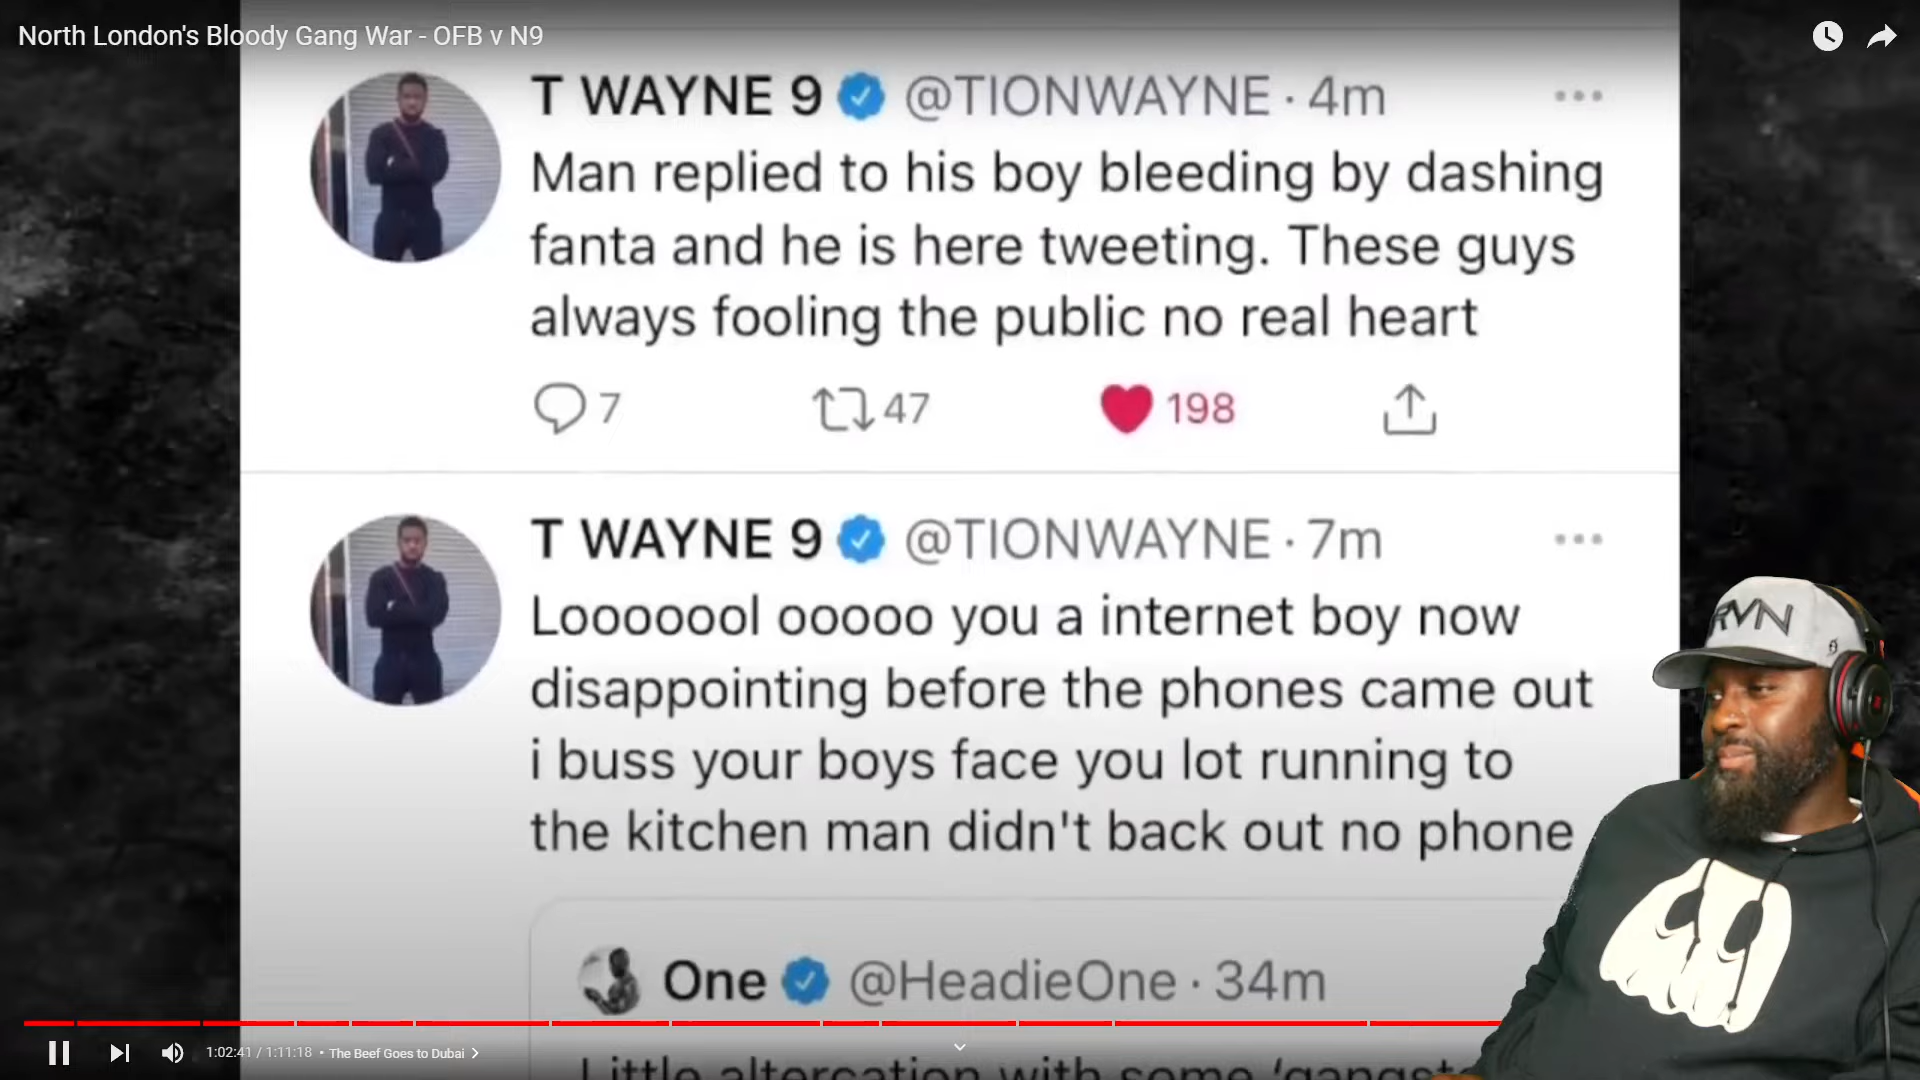 North London's Bloody Gang War - OFB v N9
T WAYNE 9 @TIONWAYNE · 4m
Man replied to his boy bleeding by dashing
fanta and he is here tweeting. These guys
always fooling the public no real heart
7 47 198
T WAYNE 9 @TIONWAYNE · 7m
Looooool ooooo you a internet boy now
disappointing before the phones came out
i buss your boys face you lot running to
the kitchen man didn't back out no phone
One @HeadieOne · 34m
Little altercation with some
RVN
1:02:41 / 1:11:18 • The Beef Goes to Dubai